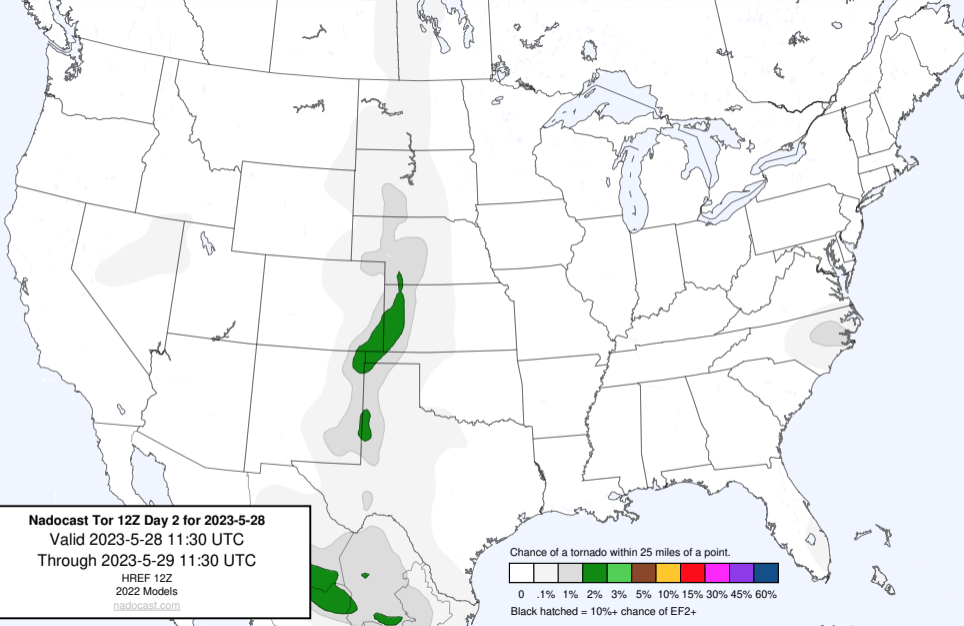 Nadocast Tor 12Z Day 2 for 2023-5-28
Valid 2023-5-28 11:30 UTC
Through 2023-5-29 11:30 UTC
HREF 12Z
2022 Models
nadocast.com
Chance of a tornado within 25 miles of a point.
0 .1% 1% 2% 3% 5% 10% 15% 30% 45% 60%
Black hatched = 10%+ chance of EF2+